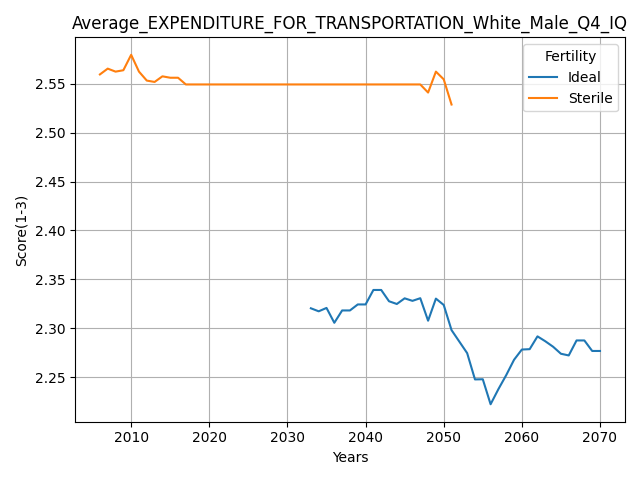 Average_EXPENDITURE_FOR_TRANSPORTATION_White_Male_Q4_IQ
Fertility
Ideal
Sterile
Score(1-3)
2.55
2.50
2.45
2.40
2.35
2.30
2.25
2010 2020 2030 2040 2050 2060 2070
Years